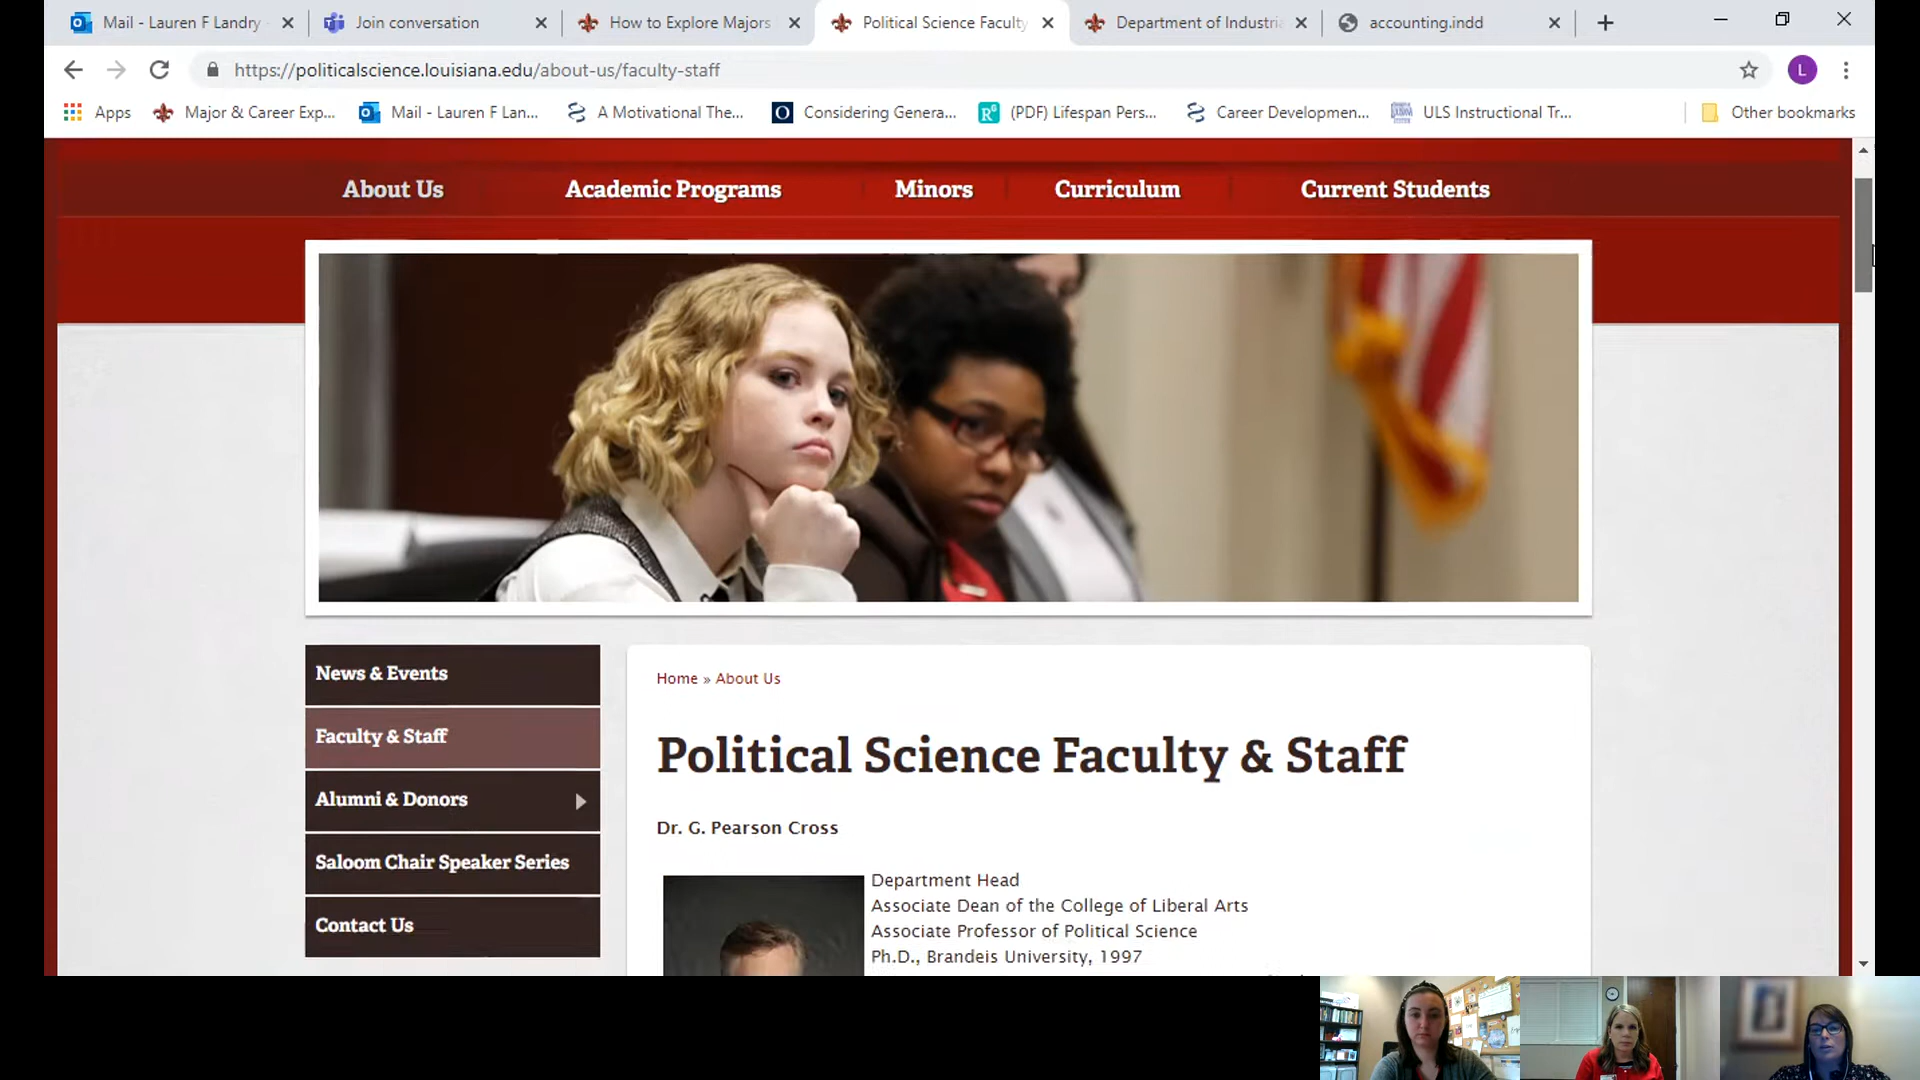 Mail - Lauren F Landry
Join conversation
How to Explore Majors
Political Science Faculty
Department of Industria
accounting.indd
https://politicalscience.louisiana.edu/about-us/faculty-staff
L
Apps
Major & Career Exp...
Mail - Lauren F Lan...
A Motivational The...
Considering Genera...
(PDF) Lifespan Pers...
Career Developmen...
ULS Instructional Tr...
Other bookmarks
About Us
Academic Programs
Minors
Curriculum
Current Students
News & Events
Faculty & Staff
Alumni & Donors
Saloom Chair Speaker Series
Contact Us
Home » About Us
Political Science Faculty & Staff
Dr. G. Pearson Cross
Department Head
Associate Dean of the College of Liberal Arts
Associate Professor of Political Science
Ph.D., Brandeis University, 1997